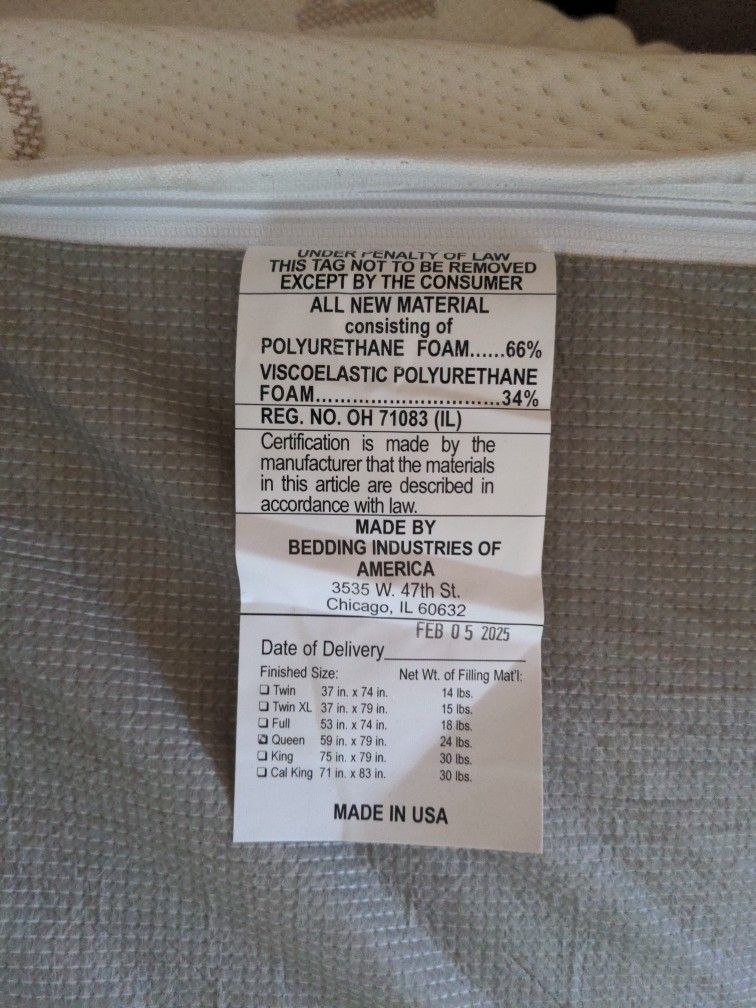 UNDER PENALTY OF LAW
THIS TAG NOT TO BE REMOVED
EXCEPT BY THE CONSUMER
ALL NEW MATERIAL
consisting of
POLYURETHANE FOAM......66%
VISCOELASTIC POLYURETHANE
FOAM................................34%
REG. NO. OH 71083 (IL)
Certification is made by the
manufacturer that the materials
in this article are described in
accordance with law.
MADE BY
BEDDING INDUSTRIES OF
AMERICA
3535 W. 47th St.
Chicago, IL 60632
FEB 05 2025
Date of Delivery
Finished Size: Net Wt. of Filling Mat'l:
Twin 37 in. x 74 in. 14 lbs.
Twin XL 37 in. x 79 in. 15 lbs.
Full 53 in. x 74 in. 18 lbs.
Queen 59 in. x 79 in. 24 lbs.
King 75 in. x 79 in. 30 lbs.
Cal King 71 in. x 83 in. 30 lbs.
MADE IN USA